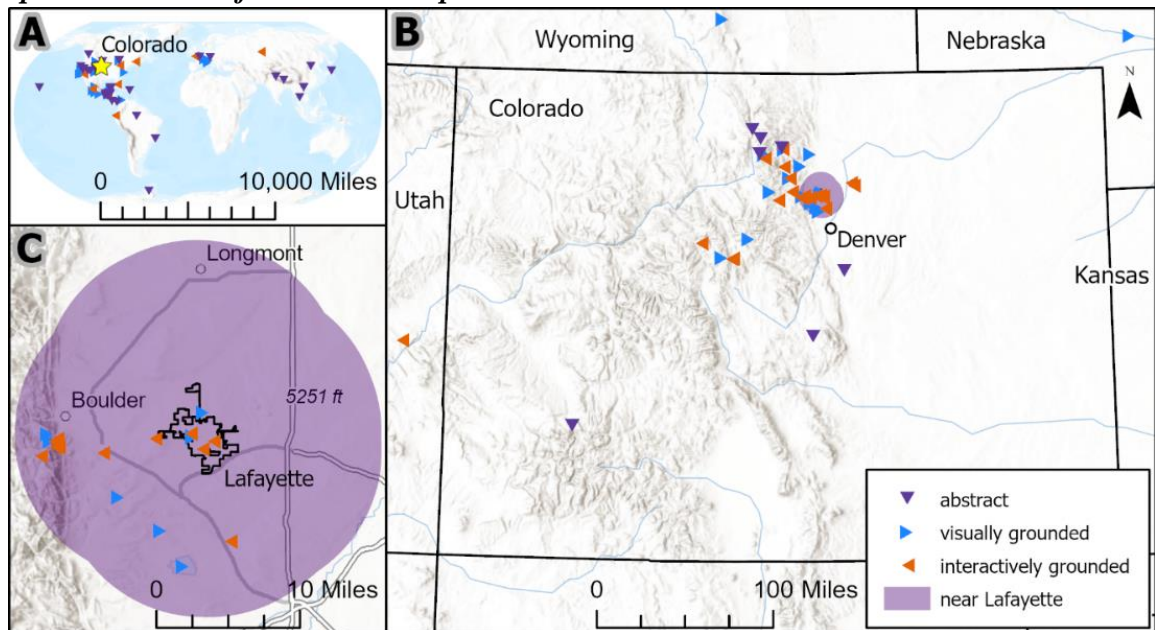 A
Colorado
0
10,000 Miles
B
Wyoming
Nebraska
N
Colorado
Utah
Denver
Kansas
C
Longmont
Boulder
5251 ft
Lafayette
0
10 Miles
0
100 Miles
abstract
visually grounded
interactively grounded
near Lafayette